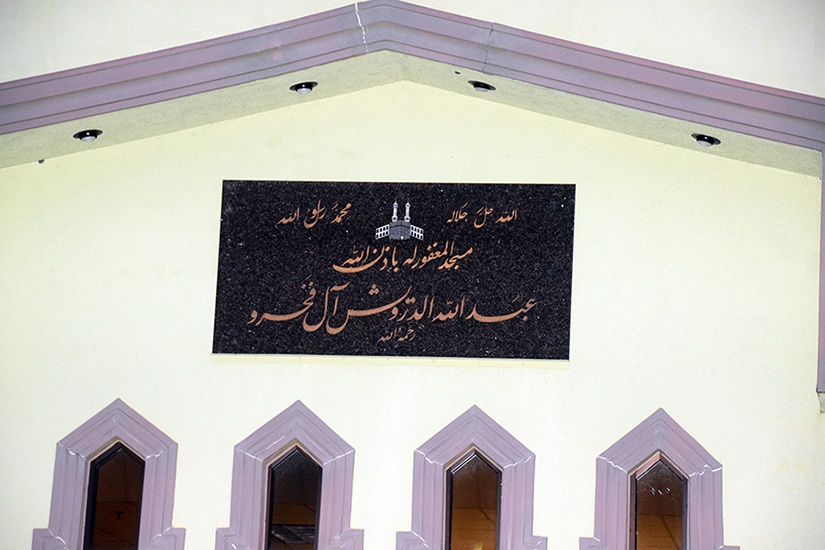 الله جل جلاله محمد رسول الله
مسجد المغفور له بإذن الله
عبد الله الدرويش آل فخرو
رحمه الله